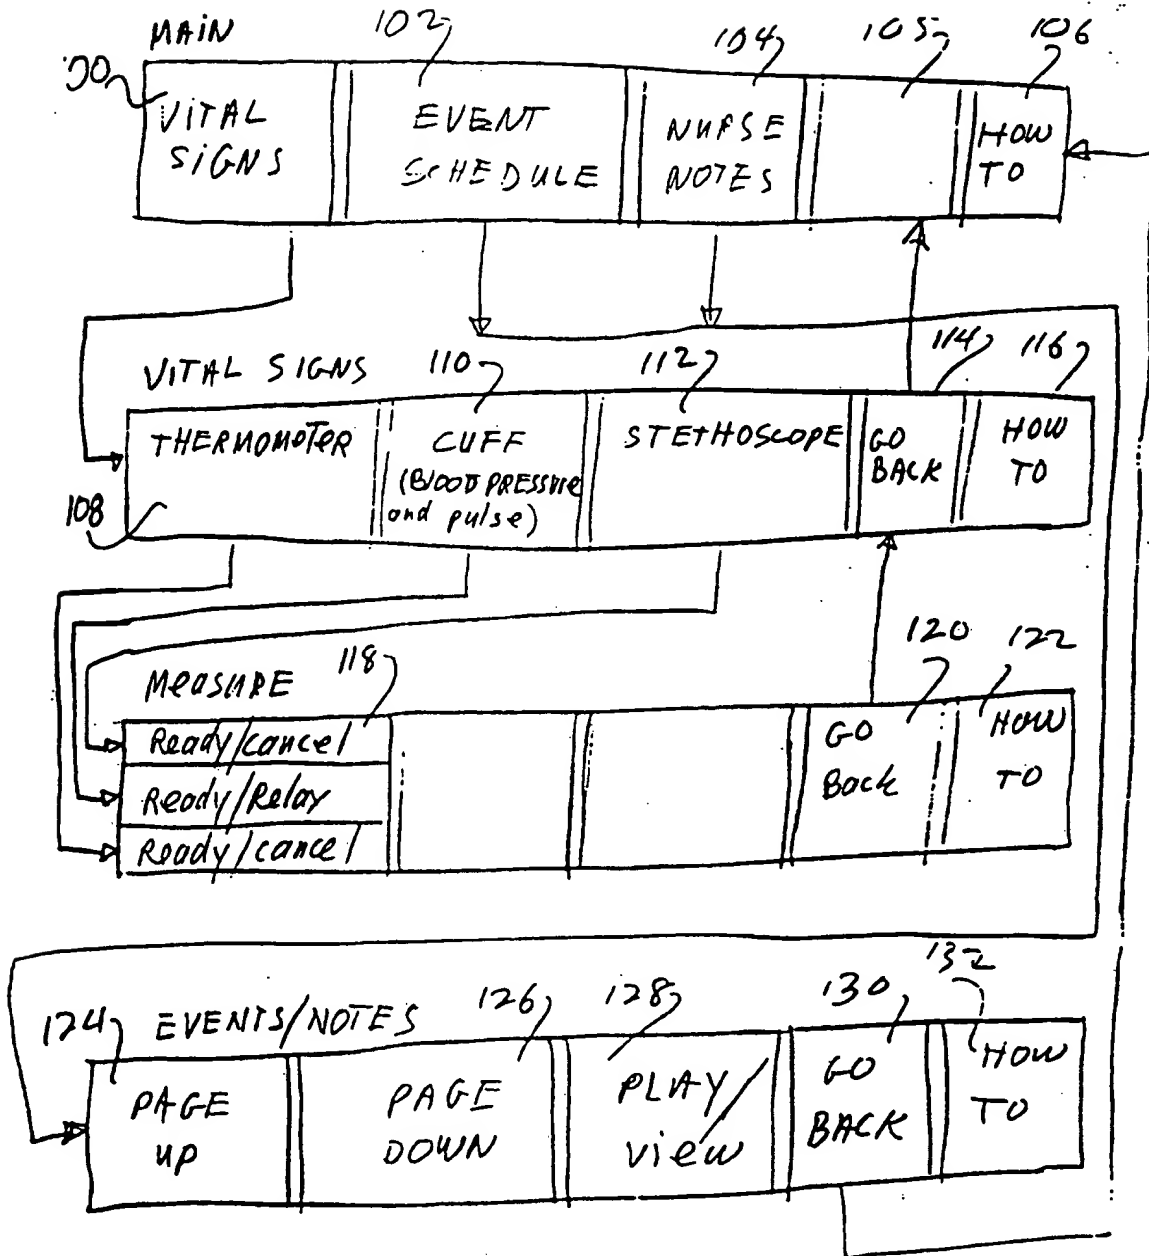 MAIN
102
104
105
106
100
VITAL
SIGNS
EVENT
SCHEDULE
NURSE
NOTES
HOW
TO
VITAL SIGNS
110
112
114
116
THERMOMOTER
CUFF
(BLOOD PRESSURE
and pulse)
STETHOSCOPE
GO
BACK
HOW
TO
108
MEASURE
118
120
122
Ready/cancel
Ready/Relay
Ready/cancel
GO
Back
HOW
TO
124
EVENTS/NOTES
126
128
130
132
PAGE
UP
PAGE
DOWN
PLAY/
view
GO
BACK
HOW
TO